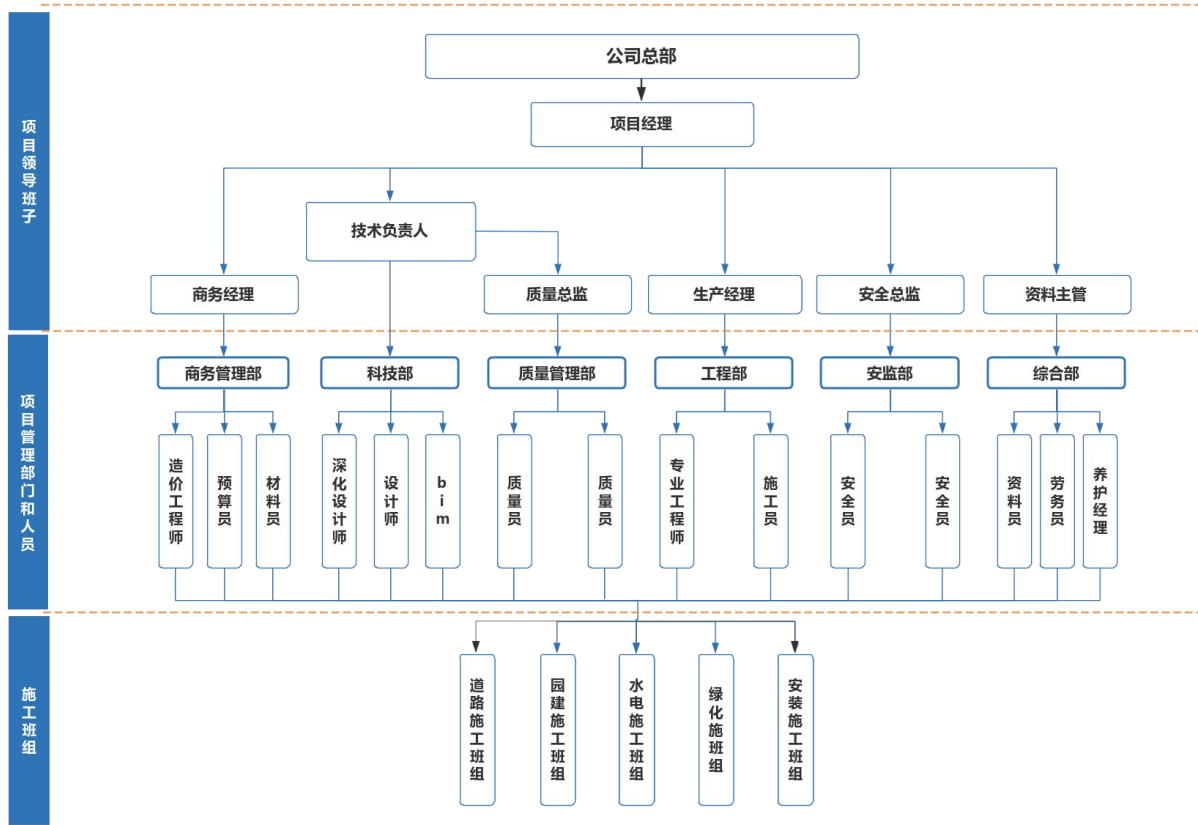 项目领导班子
公司总部
项目经理
技术负责人
商务经理
质量总监
生产经理
安全总监
资料主管
项目管理部门和人员
商务管理部
科技部
质量管理部
工程部
安监部
综合部
造价工程师
预算员
材料员
深化设计师
设计师
bim
质量员
质量员
专业工程师
施工员
安全员
安全员
资料员
劳务员
养护经理
施工班组
道路施工班组
园建施工班组
水电施工班组
绿化施班组
安装施工班组